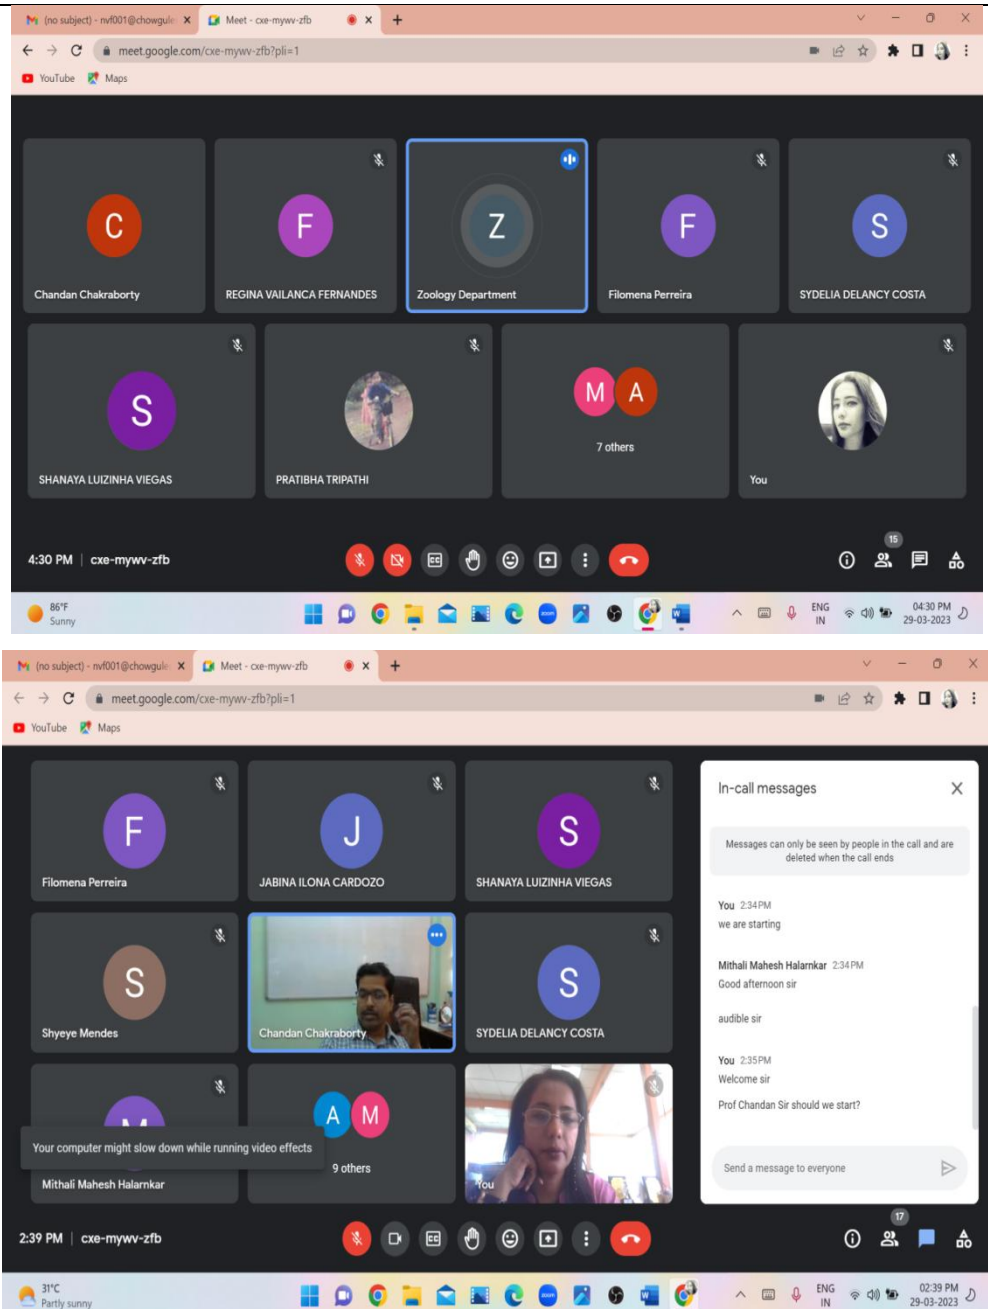 (no subject) - nvf001@chowgule
Meet - cxe-mywv-zfb
meet.google.com/cxe-mywv-zfb?pli=1
YouTube Maps
C
F
Z
F
S
Chandan Chakraborty
REGINA VAILANCA FERNANDES
Zoology Department
Filomena Perreira
SYDELIA DELANCY COSTA
S
M A
7 others
SHANAYA LUIZINHA VIEGAS
PRATIBHA TRIPATHI
You
4:30 PM | cxe-mywv-zfb
CC
15
86°F
Sunny
zoom
ENG
IN
04:30 PM
29-03-2023
(no subject) - nvf001@chowgule
Meet - cxe-mywv-zfb
meet.google.com/cxe-mywv-zfb?pli=1
YouTube Maps
F
J
S
Filomena Perreira
JABINA ILONA CARDOZO
SHANAYA LUIZINHA VIEGAS
S
S
Shyeye Mendes
Chandan Chakraborty
SYDELIA DELANCY COSTA
M
A M
Your computer might slow down while running video effects
9 others
Mithali Mahesh Halarnkar
You
In-call messages
Messages can only be seen by people in the call and are
deleted when the call ends
You 2:34 PM
we are starting
Mithali Mahesh Halarnkar 2:34 PM
Good afternoon sir
audible sir
You 2:35 PM
Welcome sir
Prof Chandan Sir should we start?
Send a message to everyone
2:39 PM | cxe-mywv-zfb
CC
17
31°C
Partly sunny
zoom
ENG
IN
02:39 PM
29-03-2023